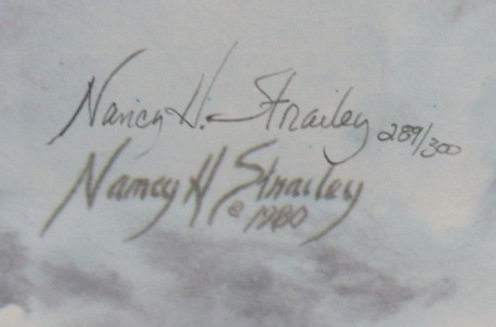 Nancy H. Strailey 289/300
Nancy H Strailey
© 1980